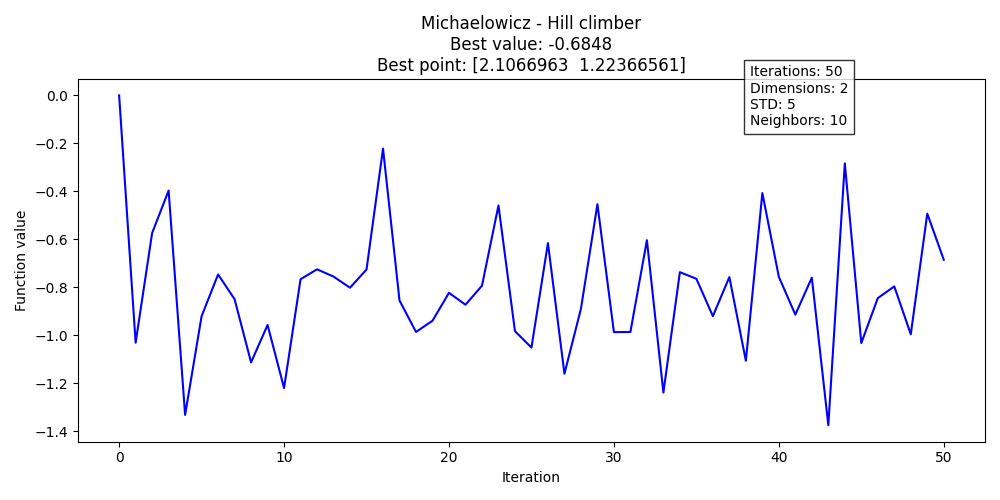 Michaelowicz - Hill climber
Best value: -0.6848
Best point: [2.1066963  1.22366561]
Iterations: 50
Dimensions: 2
STD: 5
Neighbors: 10
0.0
−0.2
−0.4
−0.6
−0.8
−1.0
−1.2
−1.4
Function value
0 10 20 30 40 50
Iteration